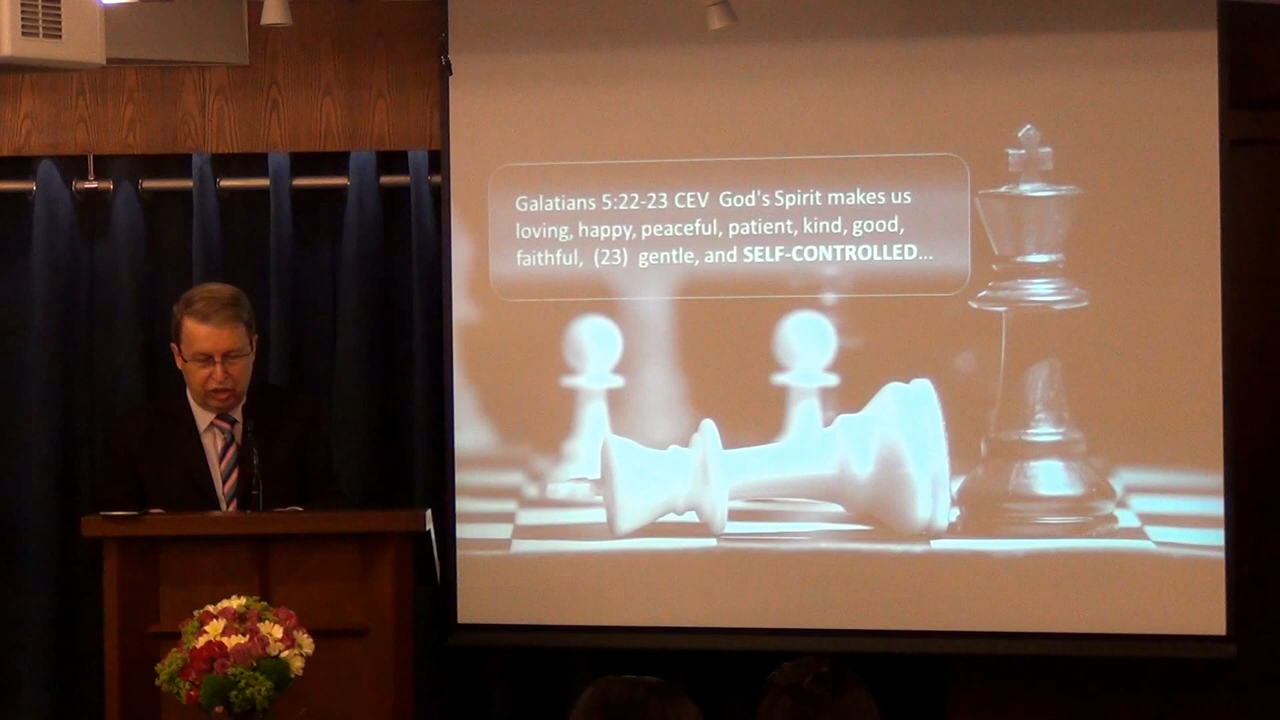 Galatians 5:22-23 CEV  God's Spirit makes us
loving, happy, peaceful, patient, kind, good,
faithful,  (23)  gentle, and SELF-CONTROLLED...